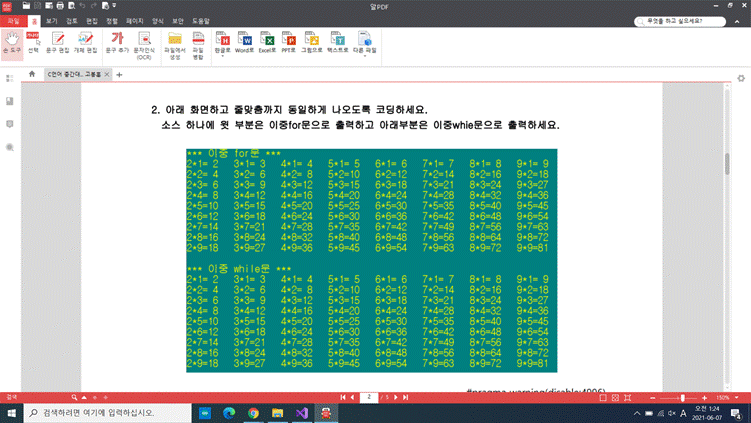 알PDF
파일 홈 보기 검토 편집 정렬 페이지 양식 보안 도움말
무엇을 하고 싶으세요?
손 도구 선택 문구 편집 개체 편집 문구 추가 문자인식 (OCR) 파일에서 생성 파일 병합 한글로 Word로 Excel로 PPT로 그림으로 텍스트로 다른 파일
C언어 중간대... 고통홈
2. 아래 화면하고 줄맞춤까지 동일하게 나오도록 코딩하세요.
소스 하나에 윗 부분은 이중for문으로 출력하고 아래부분은 이중whie문으로 출력하세요.
*** 이중 for문 ***
2*1= 2 3*1= 3 4*1= 4 5*1= 5 6*1= 6 7*1= 7 8*1= 8 9*1= 9
2*2= 4 3*2= 6 4*2= 8 5*2=10 6*2=12 7*2=14 8*2=16 9*2=18
2*3= 6 3*3= 9 4*3=12 5*3=15 6*3=18 7*3=21 8*3=24 9*3=27
2*4= 8 3*4=12 4*4=16 5*4=20 6*4=24 7*4=28 8*4=32 9*4=36
2*5=10 3*5=15 4*5=20 5*5=25 6*5=30 7*5=35 8*5=40 9*5=45
2*6=12 3*6=18 4*6=24 5*6=30 6*6=36 7*6=42 8*6=48 9*6=54
2*7=14 3*7=21 4*7=28 5*7=35 6*7=42 7*7=49 8*7=56 9*7=63
2*8=16 3*8=24 4*8=32 5*8=40 6*8=48 7*8=56 8*8=64 9*8=72
2*9=18 3*9=27 4*9=36 5*9=45 6*9=54 7*9=63 8*9=72 9*9=81
*** 이중 while문 ***
2*1= 2 3*1= 3 4*1= 4 5*1= 5 6*1= 6 7*1= 7 8*1= 8 9*1= 9
2*2= 4 3*2= 6 4*2= 8 5*2=10 6*2=12 7*2=14 8*2=16 9*2=18
2*3= 6 3*3= 9 4*3=12 5*3=15 6*3=18 7*3=21 8*3=24 9*3=27
2*4= 8 3*4=12 4*4=16 5*4=20 6*4=24 7*4=28 8*4=32 9*4=36
2*5=10 3*5=15 4*5=20 5*5=25 6*5=30 7*5=35 8*5=40 9*5=45
2*6=12 3*6=18 4*6=24 5*6=30 6*6=36 7*6=42 8*6=48 9*6=54
2*7=14 3*7=21 4*7=28 5*7=35 6*7=42 7*7=49 8*7=56 9*7=63
2*8=16 3*8=24 4*8=32 5*8=40 6*8=48 7*8=56 8*8=64 9*8=72
2*9=18 3*9=27 4*9=36 5*9=45 6*9=54 7*9=63 8*9=72 9*9=81
#pragma warning(disable:4996)
검색 2 / 5 150%
검색하려면 여기에 입력하십시오. A 오전 1:24
2021-06-07